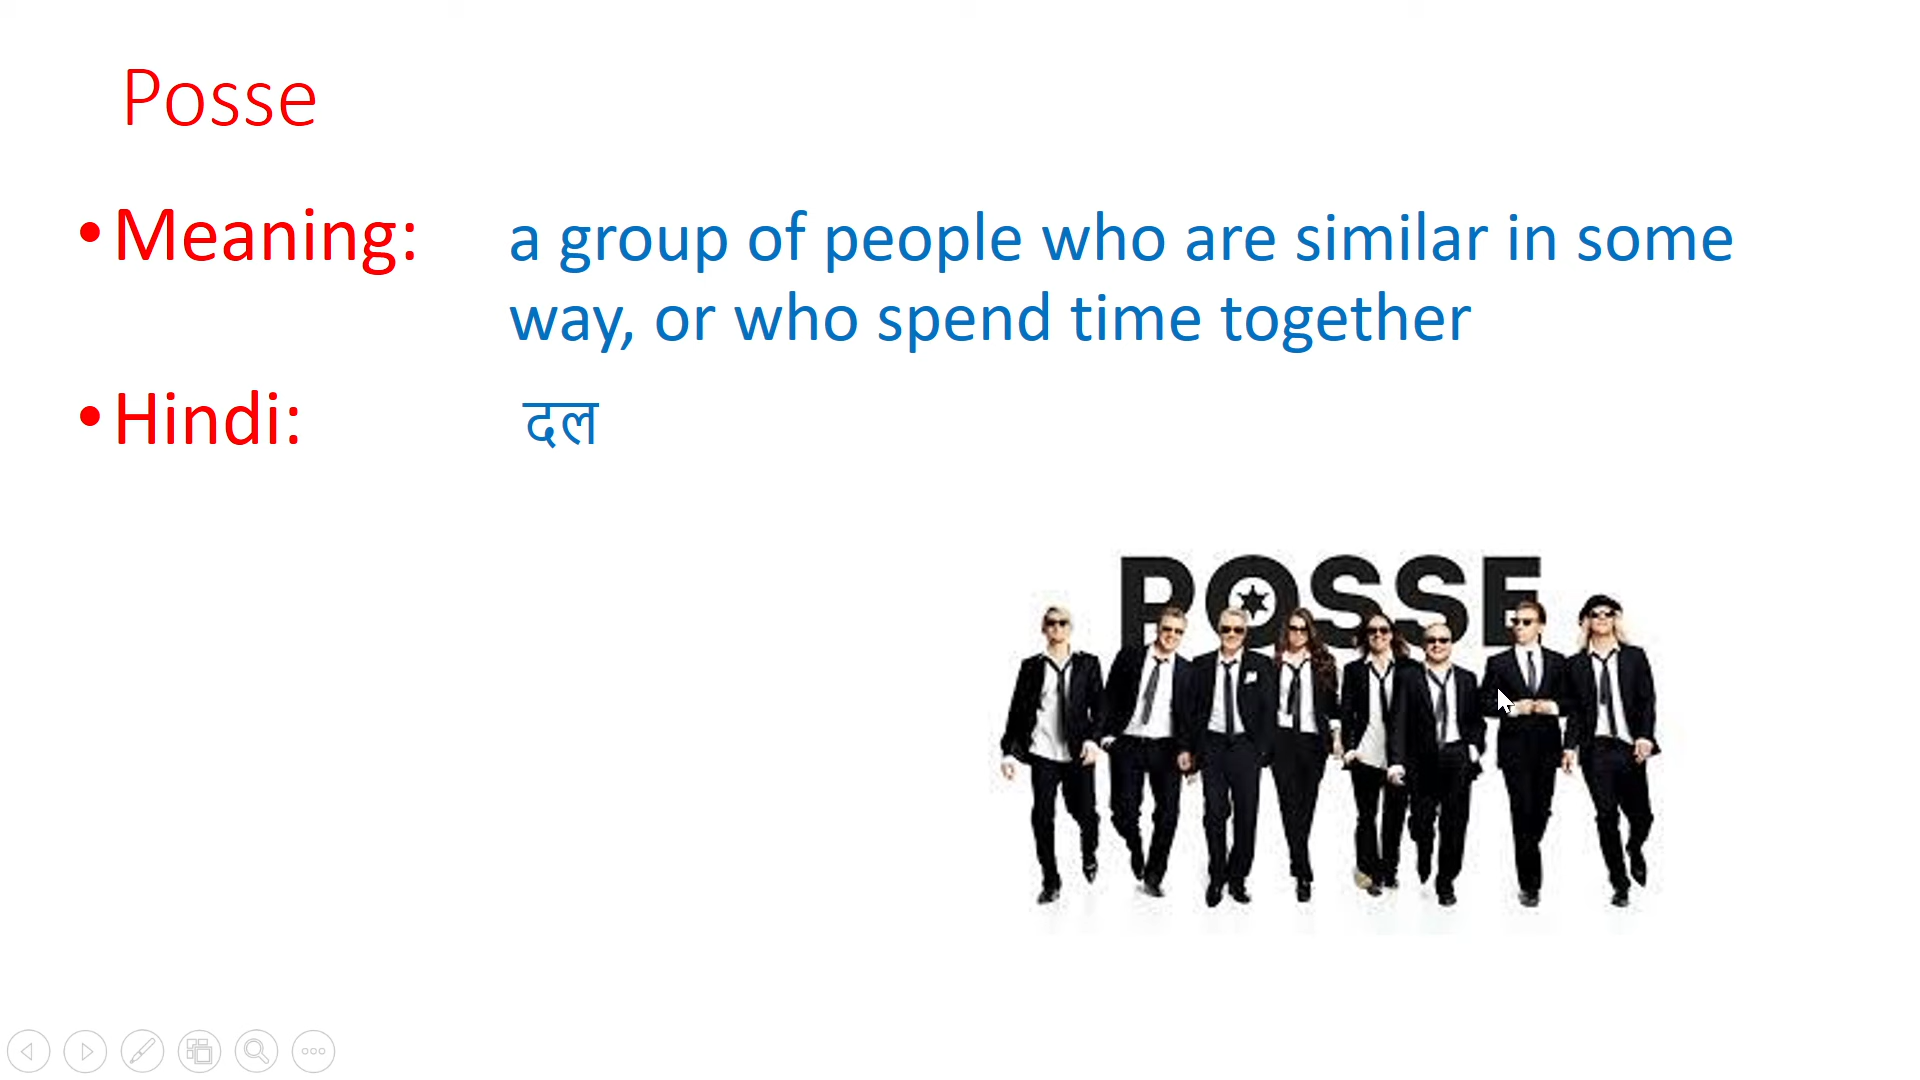 Posse
• Meaning: a group of people who are similar in some
way, or who spend time together
• Hindi: दल
POSSE